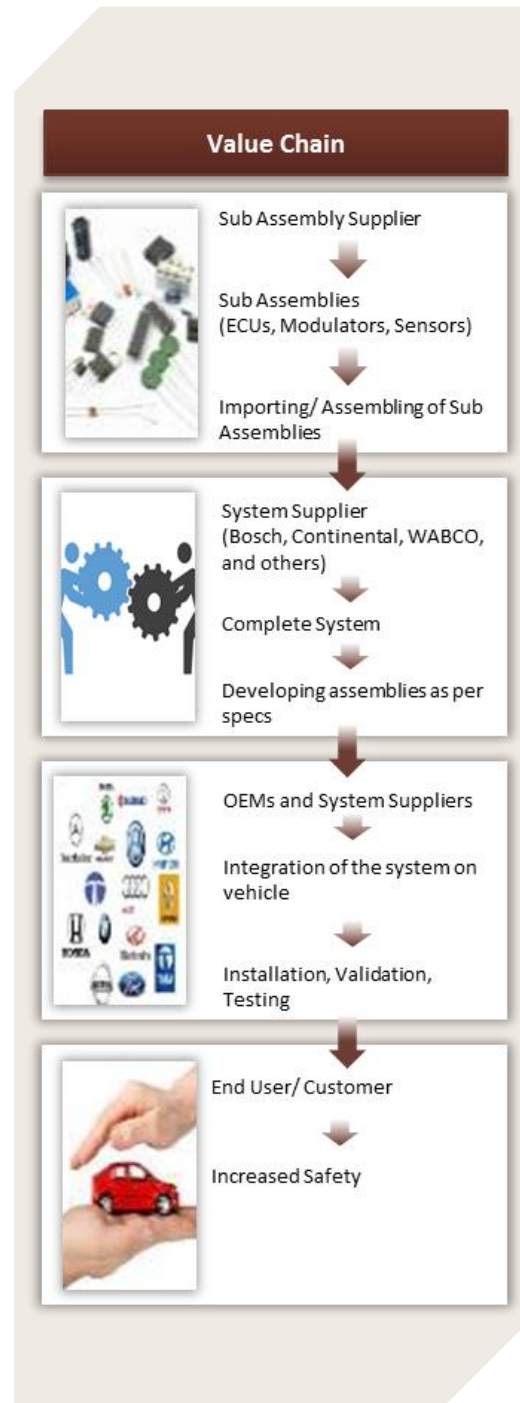 Value Chain
Sub Assembly Supplier
Sub Assemblies
(ECUs, Modulators, Sensors)
Importing/ Assembling of Sub
Assemblies
System Supplier
(Bosch, Continental, WABCO,
and others)
Complete System
Developing assemblies as per
specs
OEMs and System Suppliers
Integration of the system on
vehicle
Installation, Validation,
Testing
End User/ Customer
Increased Safety